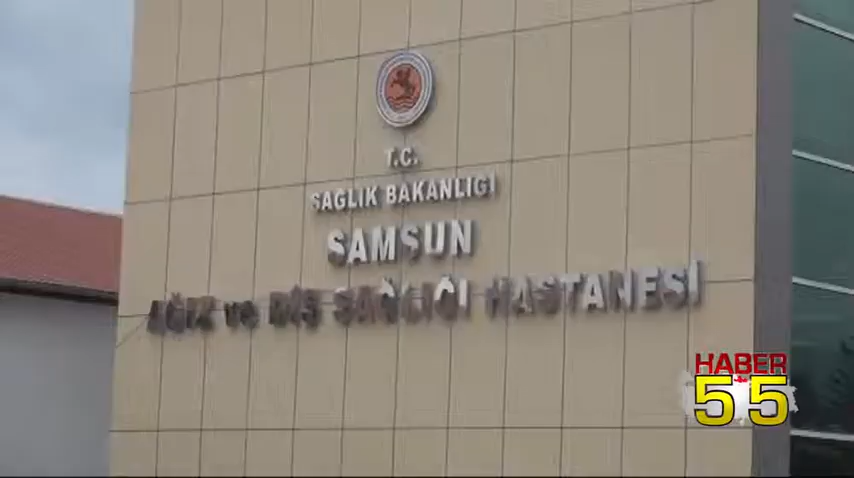 T.C.
SAĞLIK BAKANLIĞI
SAMSUN
AĞIZ ve DİŞ SAĞLIĞI HASTANESİ
HABER
55